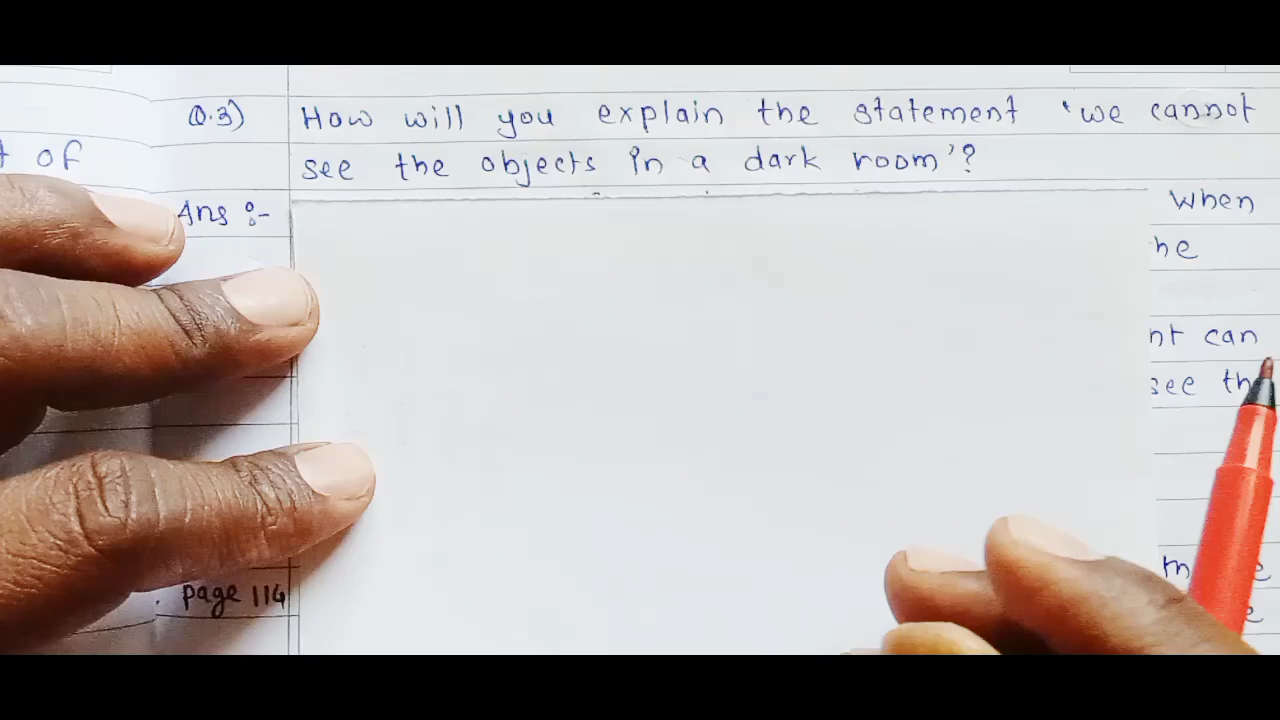 Q.3) How will you explain the statement 'we cannot
see the objects in a dark room'?
t of
Ans :- When
he
nt can
see th
m e
page 114 e